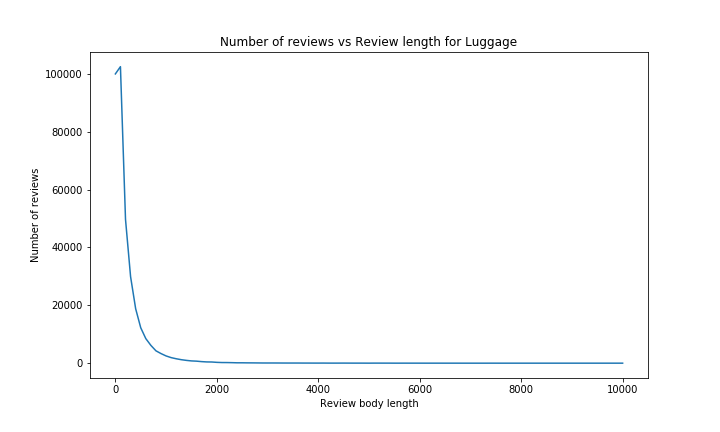 Number of reviews vs Review length for Luggage
100000
80000
60000
40000
20000
0
Number of reviews
0 2000 4000 6000 8000 10000
Review body length